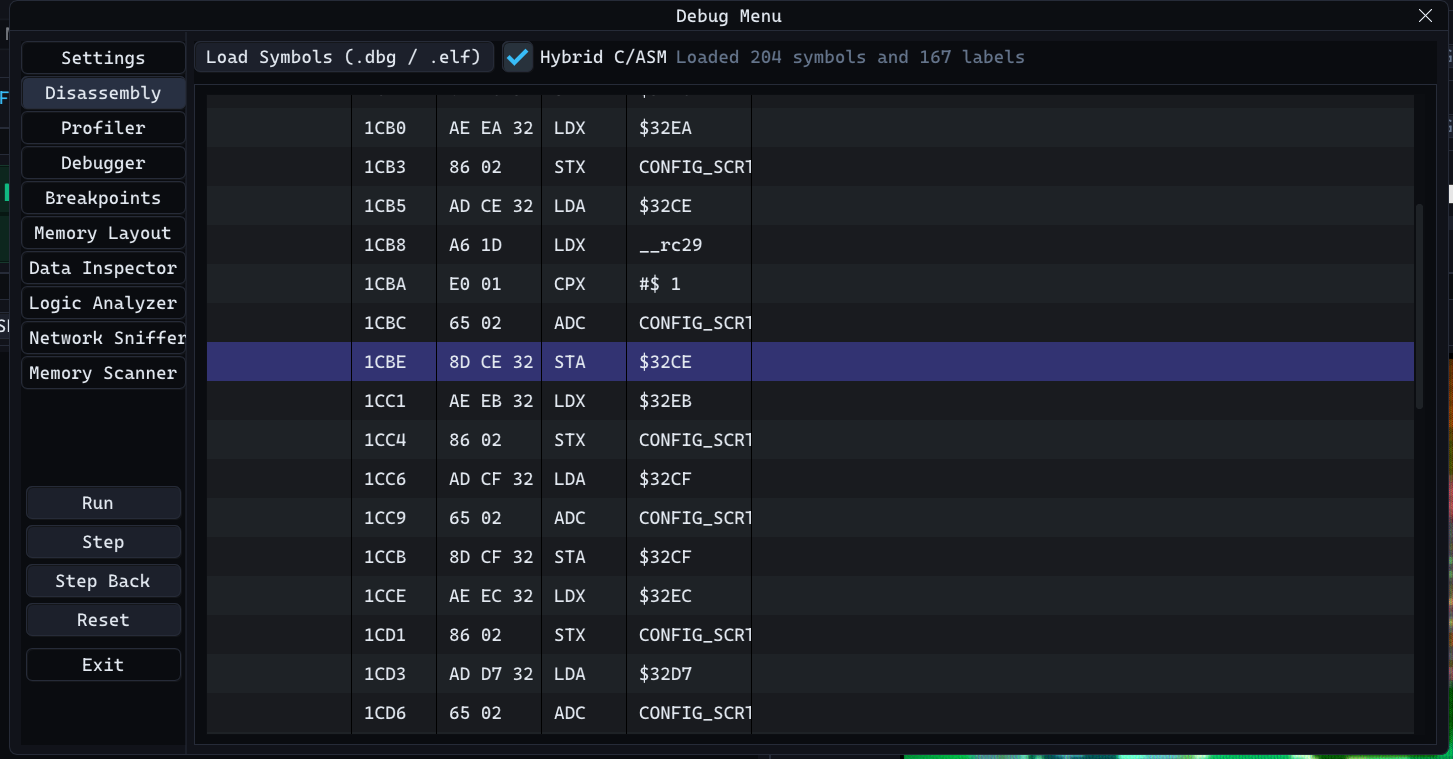 Debug Menu
Settings
Disassembly
Profiler
Debugger
Breakpoints
Memory Layout
Data Inspector
Logic Analyzer
Network Sniffer
Memory Scanner
Run
Step
Step Back
Reset
Exit
Load Symbols (.dbg / .elf) Hybrid C/ASM Loaded 204 symbols and 167 labels
1CB0 AE EA 32 LDX $32EA
1CB3 86 02 STX CONFIG_SCRT
1CB5 AD CE 32 LDA $32CE
1CB8 A6 1D LDX __rc29
1CBA E0 01 CPX #$ 1
1CBC 65 02 ADC CONFIG_SCRT
1CBE 8D CE 32 STA $32CE
1CC1 AE EB 32 LDX $32EB
1CC4 86 02 STX CONFIG_SCRT
1CC6 AD CF 32 LDA $32CF
1CC9 65 02 ADC CONFIG_SCRT
1CCB 8D CF 32 STA $32CF
1CCE AE EC 32 LDX $32EC
1CD1 86 02 STX CONFIG_SCRT
1CD3 AD D7 32 LDA $32D7
1CD6 65 02 ADC CONFIG_SCRT